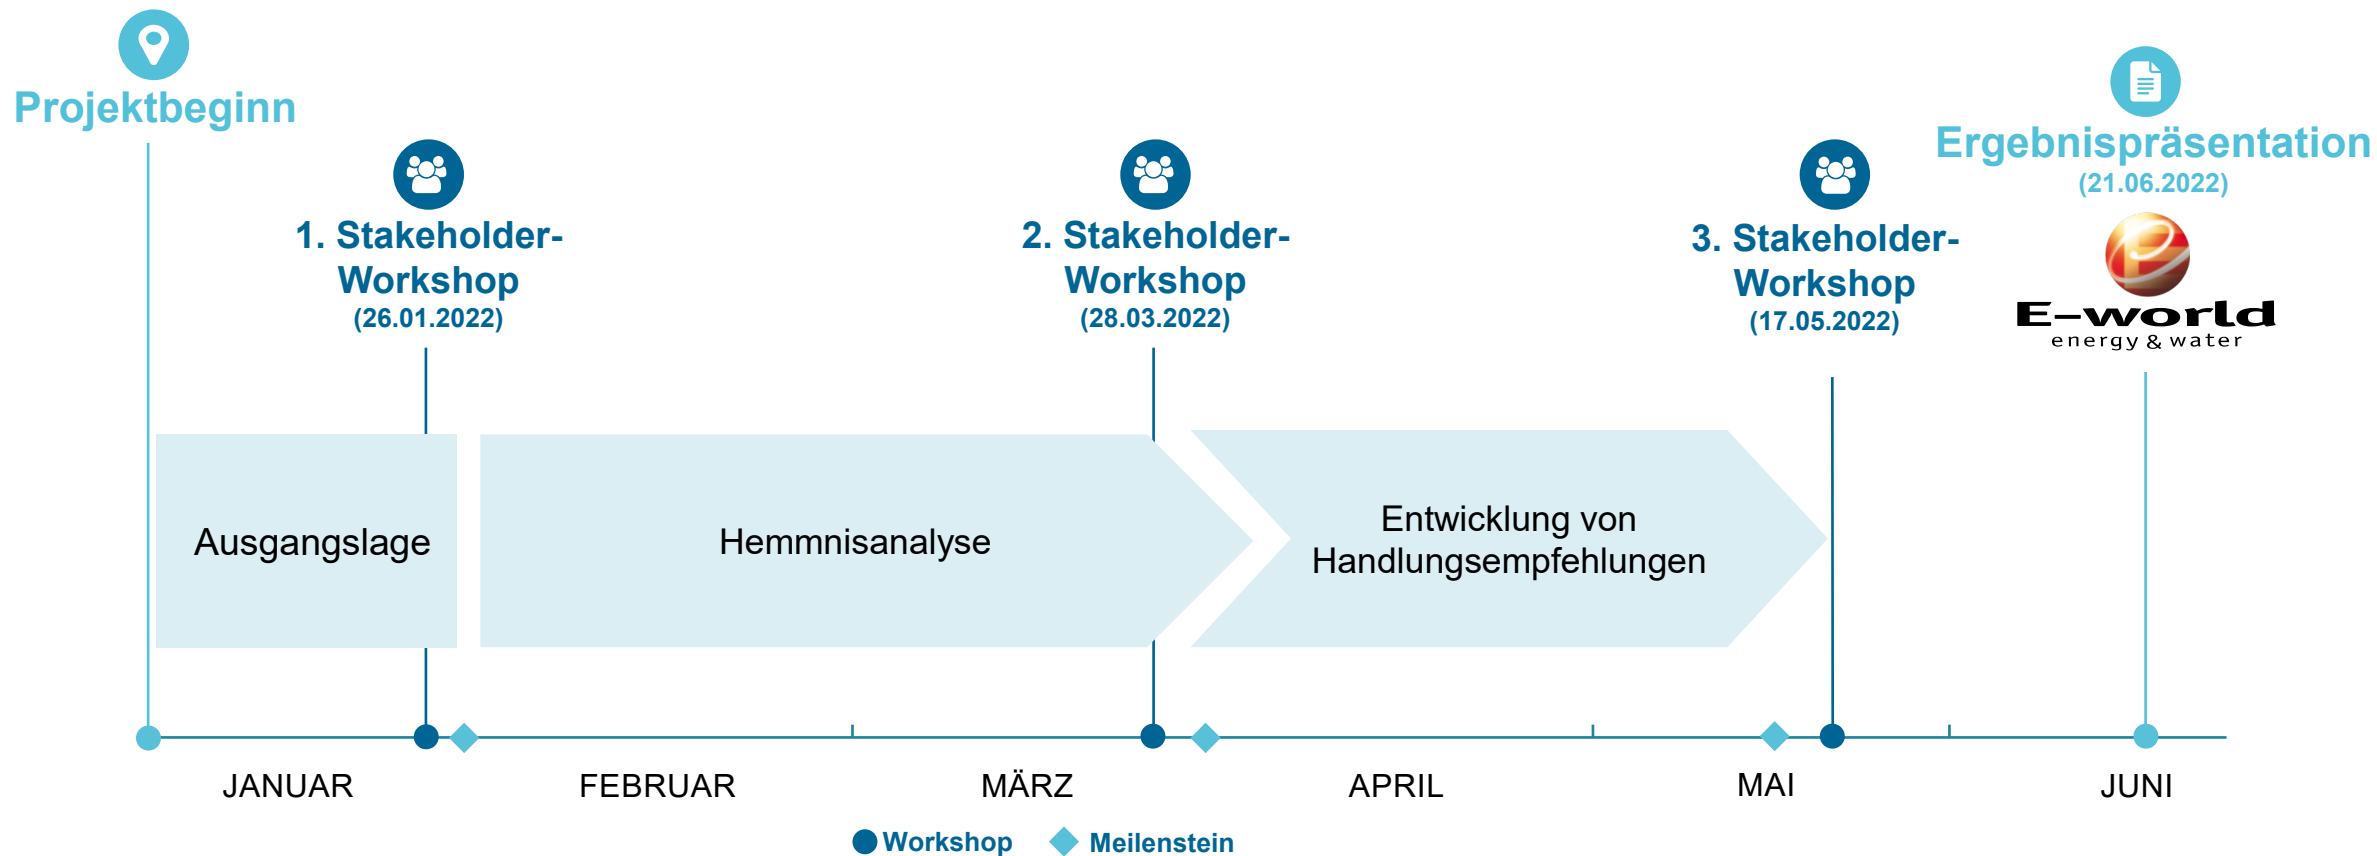 Projektbeginn
1. Stakeholder-
Workshop
(26.01.2022)
2. Stakeholder-
Workshop
(28.03.2022)
3. Stakeholder-
Workshop
(17.05.2022)
Ergebnispräsentation
(21.06.2022)
E-world
energy & water
Ausgangslage
Hemmnisanalyse
Entwicklung von
Handlungsempfehlungen
JANUAR
FEBRUAR
MÄRZ
APRIL
MAI
JUNI
Workshop
Meilenstein